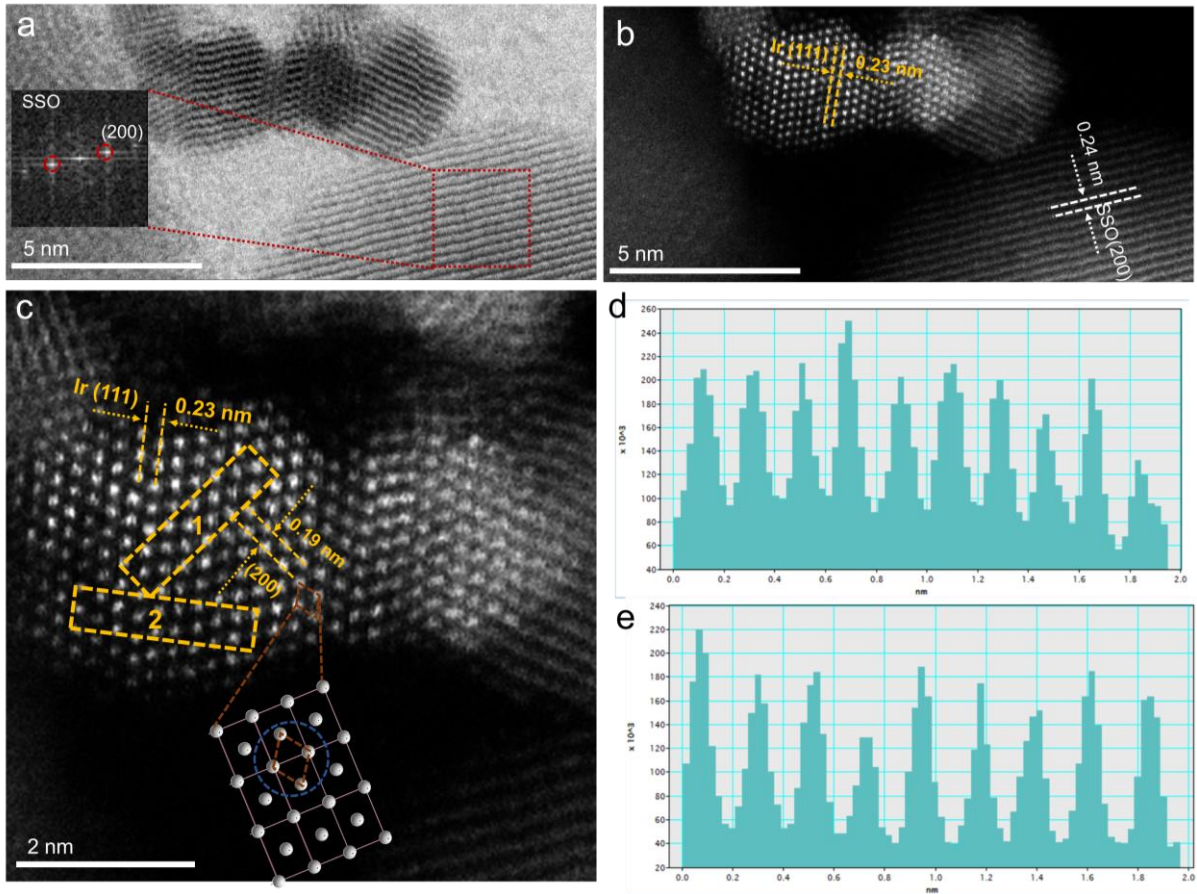 a
SSO
(200)
5 nm
b
Ir (111)
0.23 nm
0.24 nm
SSO(200)
5 nm
c
Ir (111)
0.23 nm
1
0.19 nm
(200)
2
2 nm
d
260
240
220
200
180
160
140
120
100
80
60
40
x 10^3
0.0 0.2 0.4 0.6 0.8 1.0 1.2 1.4 1.6 1.8 2.0
nm
e
240
220
200
180
160
140
120
100
80
60
40
20
x 10^3
0.0 0.2 0.4 0.6 0.8 1.0 1.2 1.4 1.6 1.8 2.0
nm